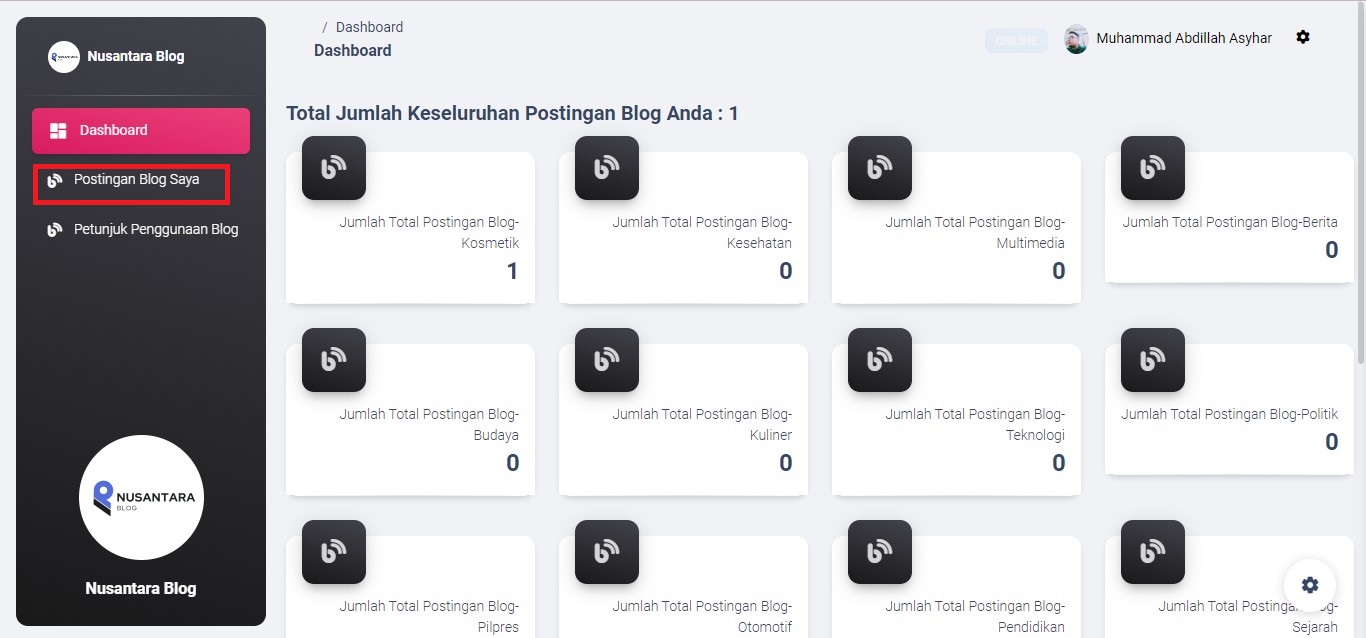 Nusantara Blog
Dashboard
Postingan Blog Saya
Petunjuk Penggunaan Blog
NUSANTARA
BLOG
Nusantara Blog
/ Dashboard
Dashboard
ONLINE
Muhammad Abdillah Asyhar
Total Jumlah Keseluruhan Postingan Blog Anda : 1
Jumlah Total Postingan Blog-
Kosmetik
1
Jumlah Total Postingan Blog-
Kesehatan
0
Jumlah Total Postingan Blog-
Multimedia
0
Jumlah Total Postingan Blog-Berita
0
Jumlah Total Postingan Blog-
Budaya
0
Jumlah Total Postingan Blog-
Kuliner
0
Jumlah Total Postingan Blog-
Teknologi
0
Jumlah Total Postingan Blog-Politik
0
Jumlah Total Postingan Blog-
Pilpres
Jumlah Total Postingan Blog-
Otomotif
Jumlah Total Postingan Blog-
Pendidikan
Jumlah Total
Sejarah